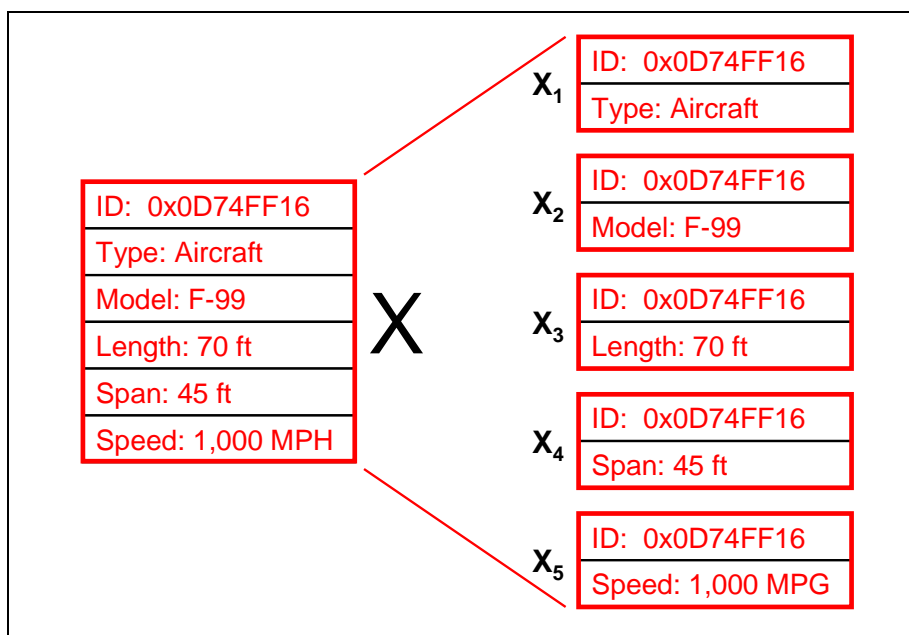 ID: 0x0D74FF16
Type: Aircraft
Model: F-99
Length: 70 ft
Span: 45 ft
Speed: 1,000 MPH
X
X1
ID: 0x0D74FF16
Type: Aircraft
X2
ID: 0x0D74FF16
Model: F-99
X3
ID: 0x0D74FF16
Length: 70 ft
X4
ID: 0x0D74FF16
Span: 45 ft
X5
ID: 0x0D74FF16
Speed: 1,000 MPG